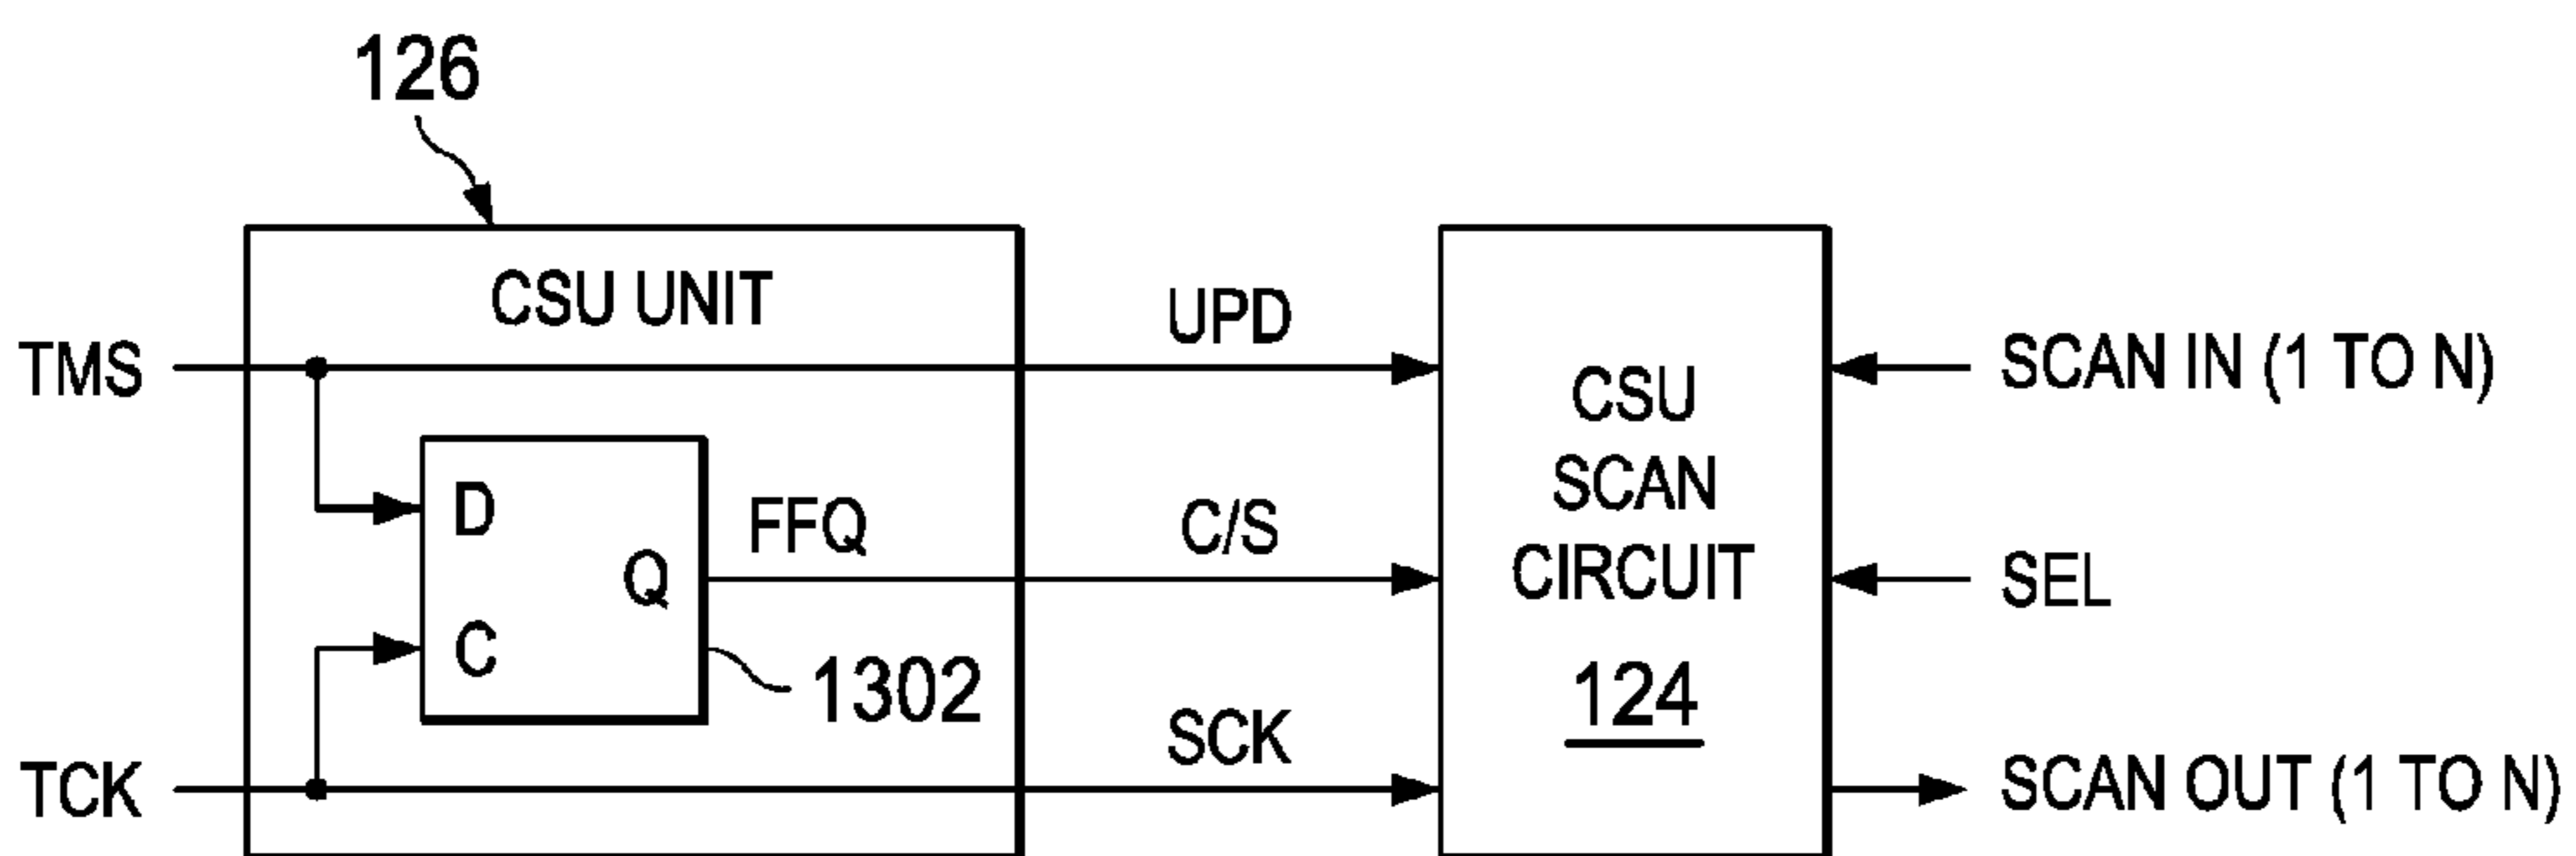 126
CSU UNIT
UPD
TMS
SCAN IN (1 TO N)
CSU
SCAN
CIRCUIT
124
D
FFQ
C/S
Q
SEL
C
1302
SCK
TCK
SCAN OUT (1 TO N)